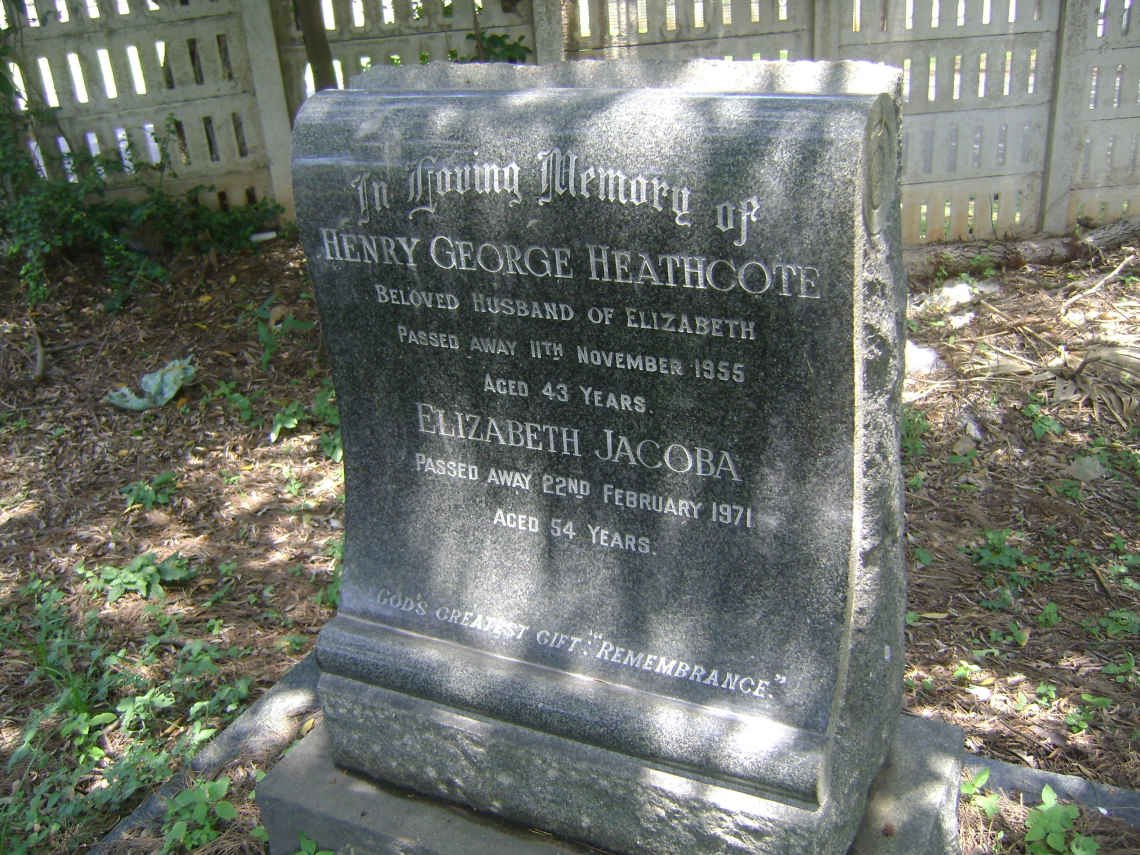 In Loving Memory of
HENRY GEORGE HEATHCOTE
BELOVED HUSBAND OF ELIZABETH
PASSED AWAY 11TH NOVEMBER 1955
AGED 43 YEARS.
ELIZABETH JACOBA
PASSED AWAY 22ND FEBRUARY 1971
AGED 54 YEARS.
GOD'S GREATEST GIFT: "REMEMBRANCE."